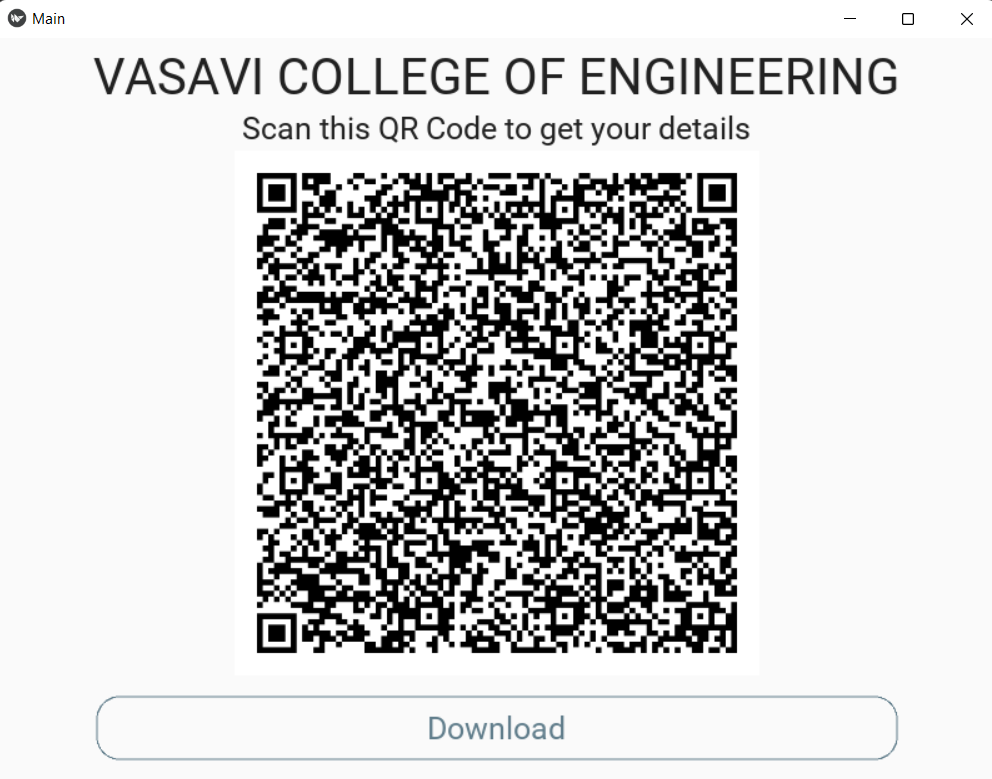 Main
VASAVI COLLEGE OF ENGINEERING
Scan this QR Code to get your details
Download